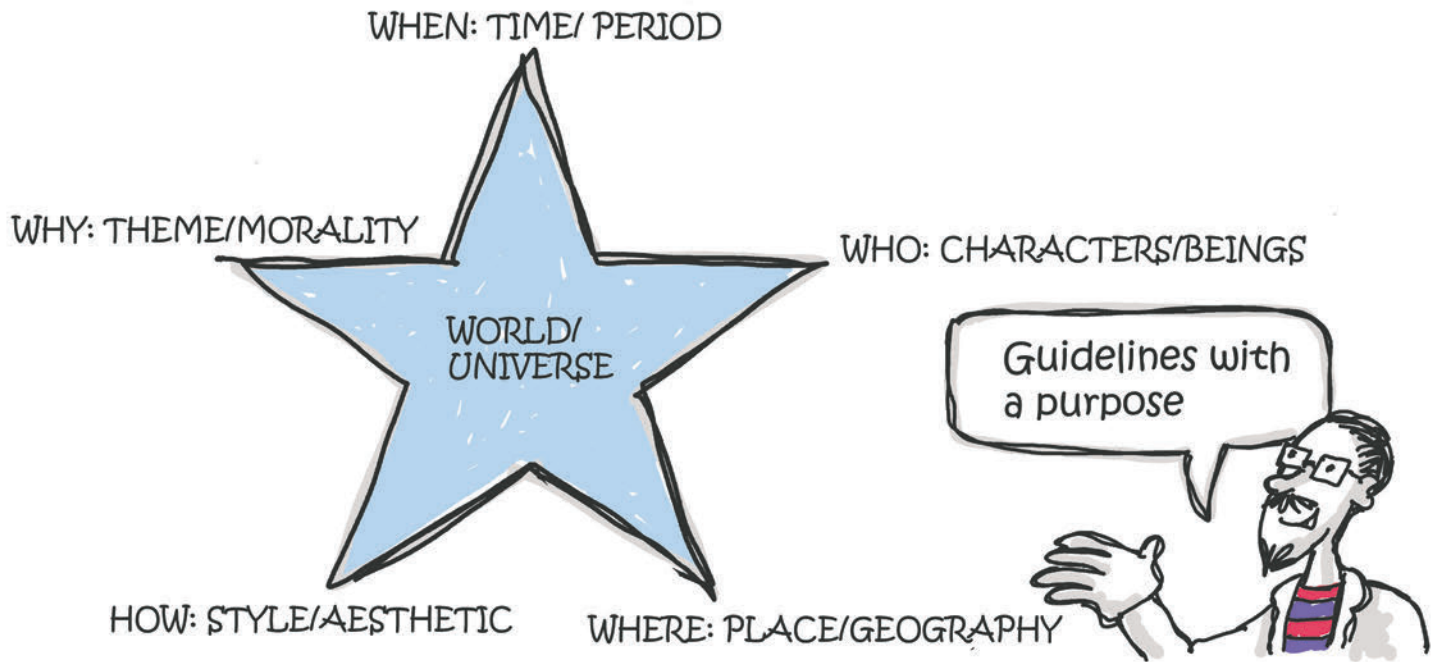 WHEN: TIME/ PERIOD
WHY: THEME/MORALITY
WHO: CHARACTERS/BEINGS
WORLD/
UNIVERSE
Guidelines with
a purpose
HOW: STYLE/AESTHETIC
WHERE: PLACE/GEOGRAPHY